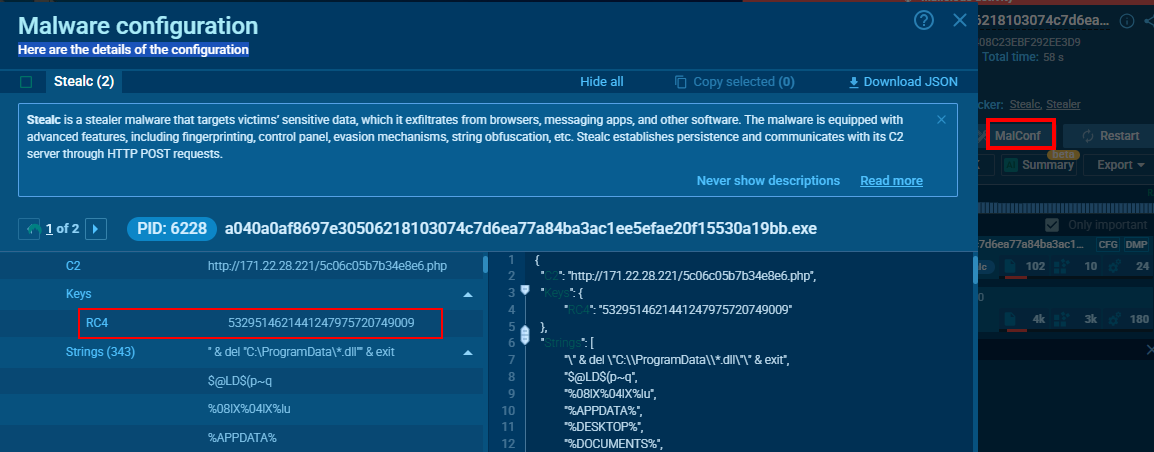 Malware configuration
Here are the details of the configuration
Stealc (2)
Hide all
Copy selected (0)
Download JSON
Stealc is a stealer malware that targets victims' sensitive data, which it exfiltrates from browsers, messaging apps, and other software. The malware is equipped with
advanced features, including fingerprinting, control panel, evasion mechanisms, string obfuscation, etc. Stealc establishes persistence and communicates with its C2
server through HTTP POST requests.
Never show descriptions
Read more
1 of 2
PID: 6228
a040a0af8697e30506218103074c7d6ea77a84ba3ac1ee5efae20f15530a19bb.exe
C2
http://171.22.28.221/5c06c05b7b34e8e6.php
Keys
RC4
5329514621441247975720749009
Strings (343)
" & del "C:\ProgramData\*.dll"" & exit
$@LD$(p~q
%08lX%04lX%lu
%APPDATA%
1 {
2 "C2": "http://171.22.28.221/5c06c05b7b34e8e6.php",
3 "Keys": {
4 "RC4": "5329514621441247975720749009"
5 },
6 "Strings": [
7 "\" & del \"C:\\ProgramData\\*.dll\"\" & exit",
8 "$@LD$(p~q",
9 "%08lX%04lX%lu",
10 "%APPDATA%",
11 "%DESKTOP%",
12 "%DOCUMENTS%",
6218103074c7d6ea...
08C23EBF292EE3D9
Total time: 58 s
Stealc, Stealer
MalConf
Restart
beta
Summary
Export
Only important
CFG
DMP
102
10
24
4k
3k
180